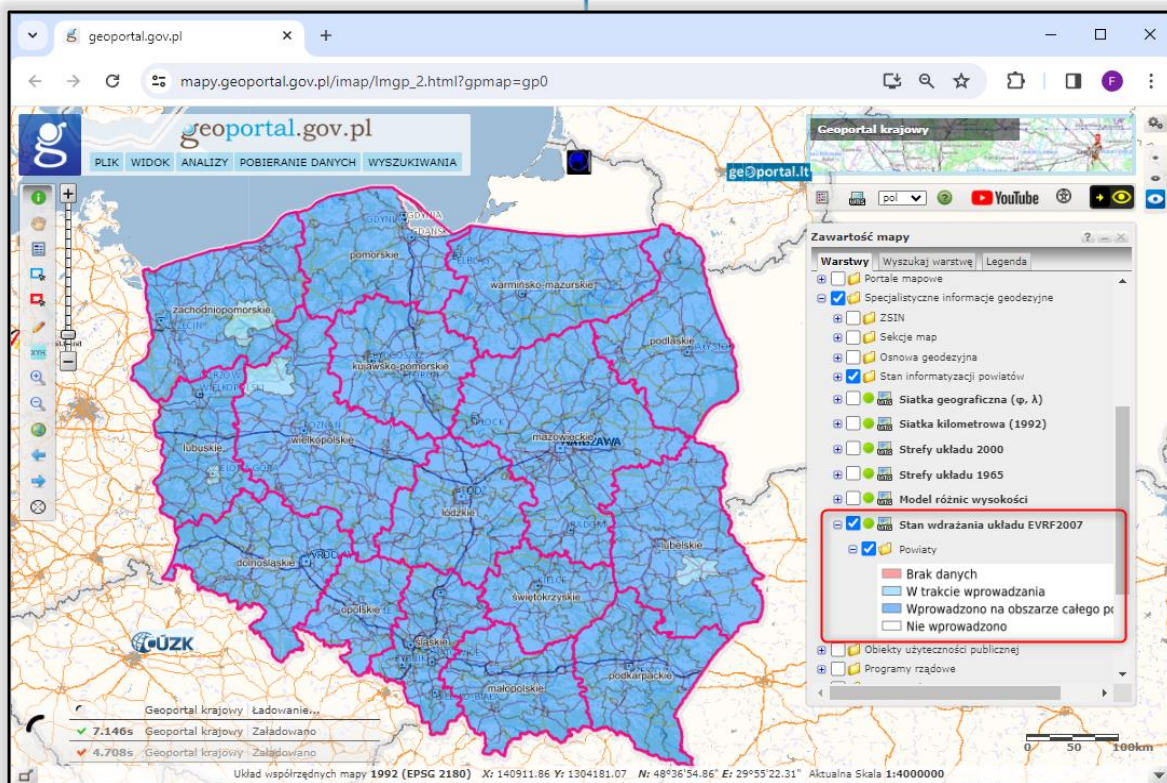 geoportal.gov.pl
mapy.geoportal.gov.pl/imap/Imgp_2.html?gpmap=gp0
F
geoportal.gov.pl
PLIK WIDOK ANALIZY POBIERANIE DANYCH WYSZUKIWANIA
Geoportal krajowy
geoportal.lt
pol
YouTube
Zawartość mapy
Warstwy Wyszukaj warstwę Legenda
Portale mapowe
Specjalistyczne informacje geodezyjne
ZSIN
Sekcje map
Osnowa geodezyjna
Stan informatyzacji powiatów
Siatka geograficzna (φ, λ)
Siatka kilometrowa (1992)
Strefy układu 2000
Strefy układu 1965
Model różnic wysokości
Stan wdrażania układu EVRF2007
Powiaty
Brak danych
W trakcie wprowadzania
Wprowadzono na obszarze całego po
Nie wprowadzono
Obiekty użyteczności publicznej
Programy rządowe
XYH
GDYNIA
GDAŃSK
pomorskie
warmińsko-mazurskie
zachodniopomorskie
podlaskie
kujawsko-pomorskie
mazowieckie
WARSZAWA
wielkopolskie
lubuskie
łódzkie
lubelskie
dolnośląskie
świętokrzyskie
opolskie
śląskie
podkarpackie
małopolskie
ÚZK
Geoportal krajowy Ładowanie...
7.146s Geoportal krajowy Załadowano
4.708s Geoportal krajowy Załadowano
0 50 100km
Układ współrzędnych mapy 1992 (EPSG 2180) X: 140911.86 Y: 1304181.07 N: 48°36'54.86" E: 29°55'22.31" Aktualna Skala 1:4000000